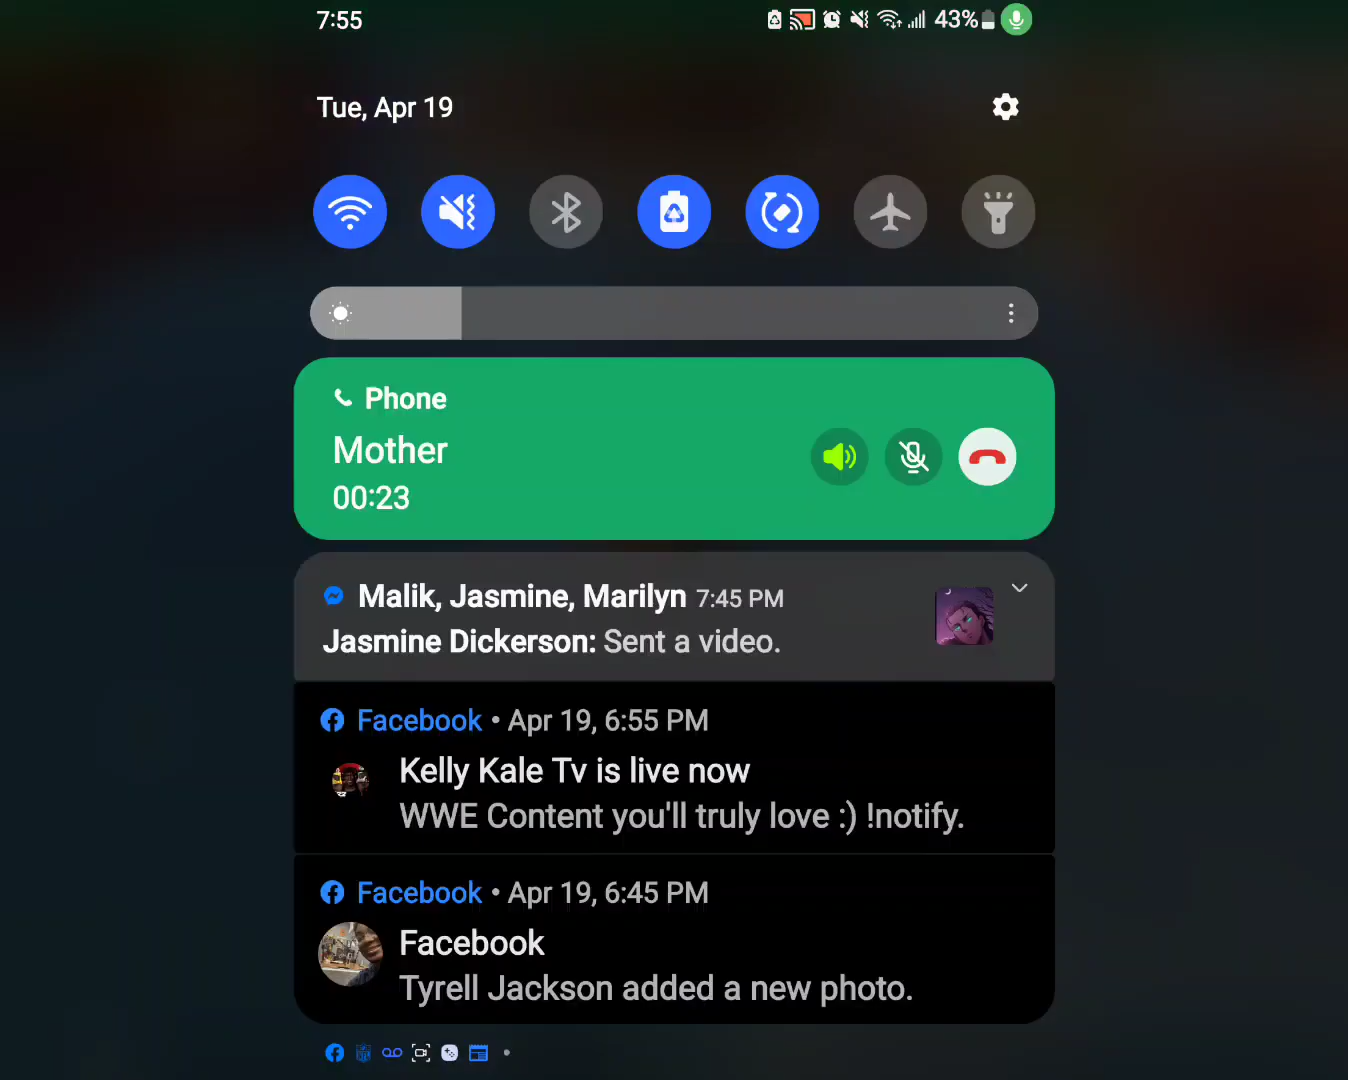 7:55
43%
Tue, Apr 19
Phone
Mother
00:23
Malik, Jasmine, Marilyn 7:45 PM
Jasmine Dickerson: Sent a video.
Facebook • Apr 19, 6:55 PM
Kelly Kale Tv is live now
WWE Content you'll truly love :) !notify.
Facebook • Apr 19, 6:45 PM
Facebook
Tyrell Jackson added a new photo.